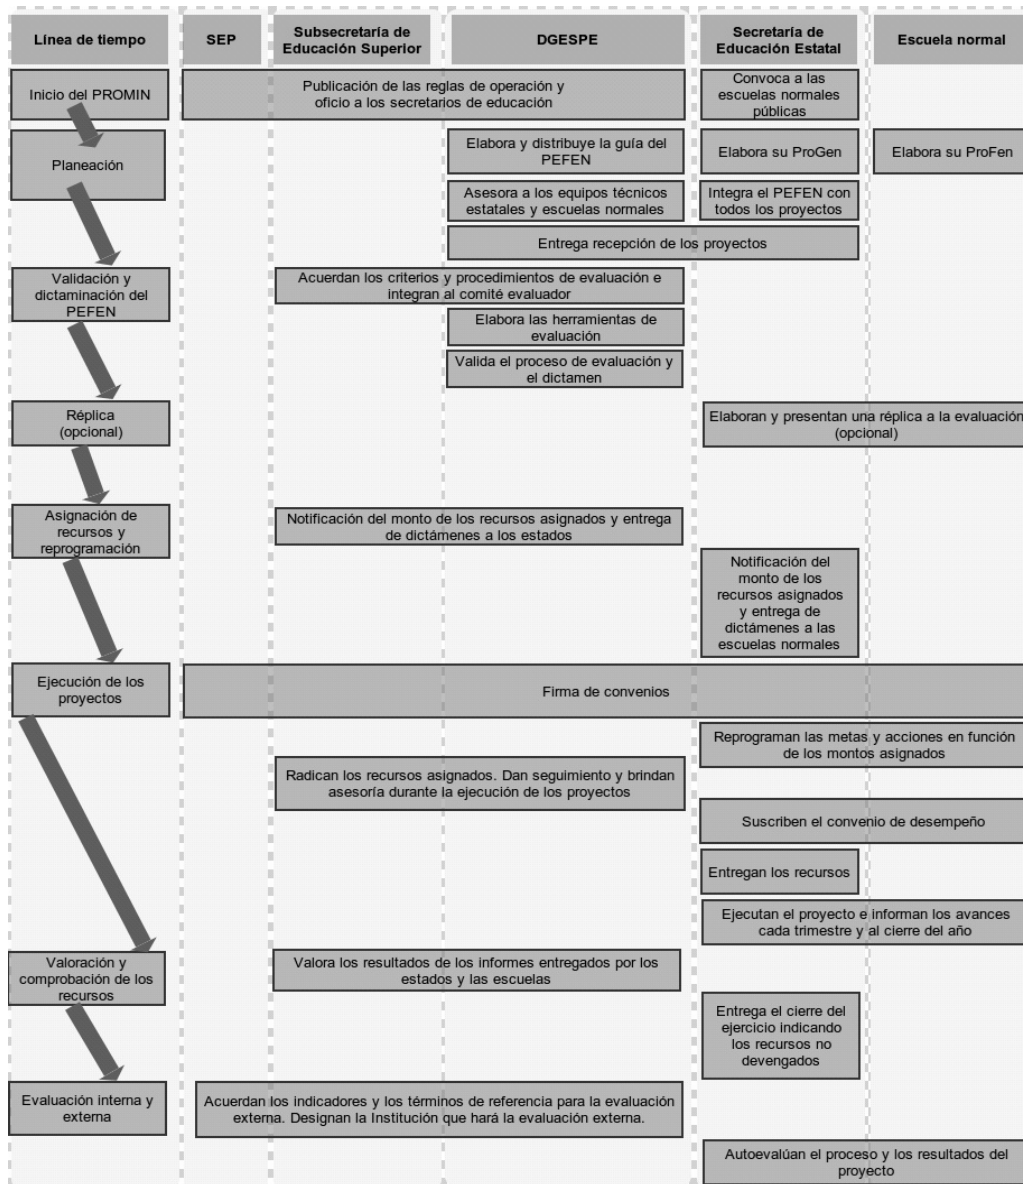 Línea de tiempo
SEP
Subsecretaría de
Educación Superior
DGESPE
Secretaría de
Educación Estatal
Escuela normal
Inicio del PROMIN
Publicación de las reglas de operación y
oficio a los secretarios de educación
Convoca a las
escuelas normales
públicas
Planeación
Elabora y distribuye la guía del
PEFEN
Elabora su ProGen
Elabora su ProFen
Asesora a los equipos técnicos
estatales y escuelas normales
Integra el PEFEN con
todos los proyectos
Entrega recepción de los proyectos
Validación y
dictaminación del
PEFEN
Acuerdan los criterios y procedimientos de evaluación e
integran al comité evaluador
Elabora las herramientas de
evaluación
Valida el proceso de evaluación y
el dictamen
Réplica
(opcional)
Elaboran y presentan una réplica a la evaluación
(opcional)
Asignación de
recursos y
reprogramación
Notificación del monto de los recursos asignados y entrega
de dictámenes a los estados
Notificación del
monto de los
recursos asignados
y entrega de
dictámenes a las
escuelas normales
Ejecución de los
proyectos
Firma de convenios
Reprograman las metas y acciones en función
de los montos asignados
Radican los recursos asignados. Dan seguimiento y brindan
asesoría durante la ejecución de los proyectos
Suscriben el convenio de desempeño
Entregan los recursos
Ejecutan el proyecto e informan los avances
cada trimestre y al cierre del año
Valoración y
comprobación de los
recursos
Valora los resultados de los informes entregados por los
estados y las escuelas
Entrega el cierre del
ejercicio indicando
los recursos no
devengados
Evaluación interna y
externa
Acuerdan los indicadores y los términos de referencia para la evaluación
externa. Designan la Institución que hará la evaluación externa.
Autoevalúan el proceso y los resultados del
proyecto